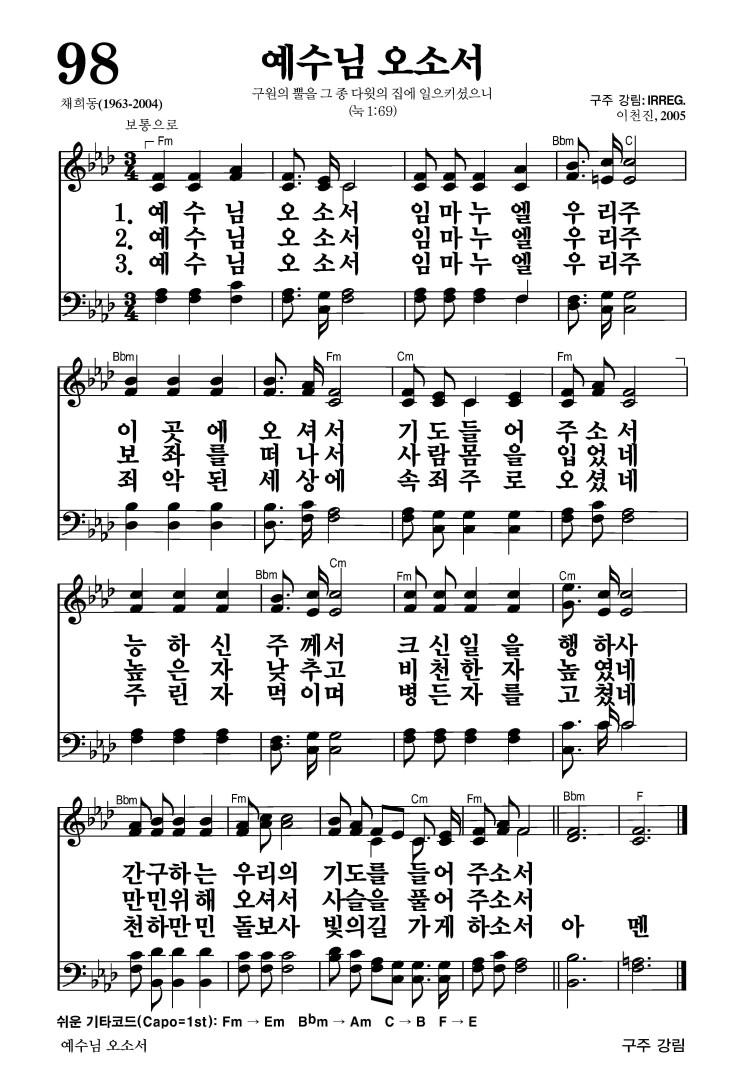 98
예수님 오소서
구원의 뿔을 그 종 다윗의 집에 일으키셨으니
(눅 1:69)
채희동(1963-2004)
구주 강림: IRREG.
이천진, 2005
보통으로
Fm Bbm C
3 4
1. 예 수 님 오 소 서 임 마 누 엘 우 리 주
2. 예 수 님 오 소 서 임 마 누 엘 우 리 주
3. 예 수 님 오 소 서 임 마 누 엘 우 리 주
3 4
Bbm Fm Cm Fm
이 곳 에 오 셔 서 기 도 들 어 주 소 서
보 좌 를 떠 나 서 사 람 몸 을 입 었 네
죄 악 된 세 상 에 속 죄 주 로 오 셨 네
Bbm Cm Fm Cm
능 하 신 주 께 서 크 신 일 을 행 하 사
높 은 자 낮 추 고 비 천 한 자 높 였 네
주 린 자 먹 이 며 병 든 자 를 고 쳤 네
Bbm Fm Cm Fm Bbm F
간구하는 우리의 기도를 들어 주소서
만민위해 오셔서 사슬을 풀어 주소서
천하만민 돌보사 빛의길 가게 하소서 아 멘
쉬운 기타코드(Capo=1st): Fm → Em Bbm → Am C → B F → E
예수님 오소서
구주 강림